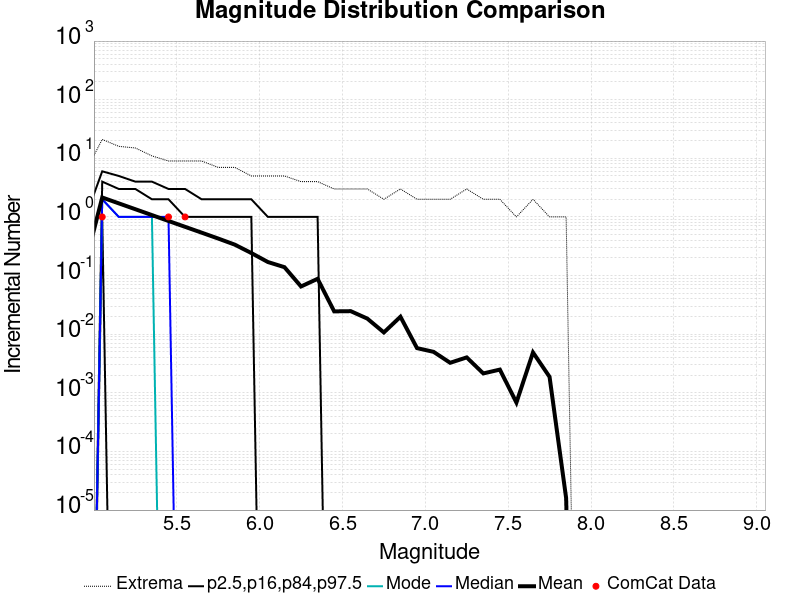 Magnitude Distribution Comparison
10^3
10^2
10^1
10^0
10^-1
10^-2
10^-3
10^-4
10^-5
Incremental Number
5.5 6.0 6.5 7.0 7.5 8.0 8.5 9.0
Magnitude
Extrema p2.5,p16,p84,p97.5 Mode Median Mean ComCat Data